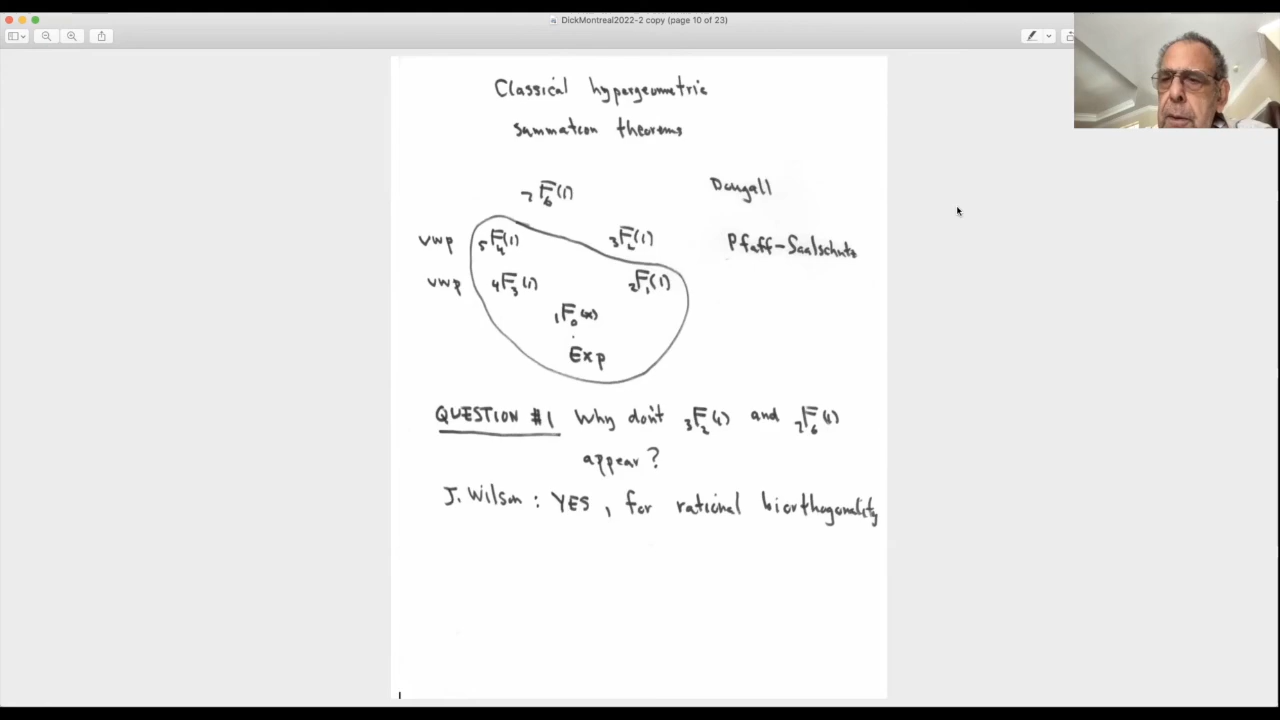 DickMontreal2022-2 copy (page 10 of 23)
Classical hypergeometric
summation theorems
₇F₆(1) Dougall
vwp ₅F₄(1) ₃F₂(1) Pfaff-Saalschutz
vwp ₄F₃(1) ₂F₁(1)
₁F₀(x)
Exp
QUESTION #1 Why don't ₃F₂(1) and ₇F₆(1)
appear?
J. Wilson: YES, for rational biorthogonality